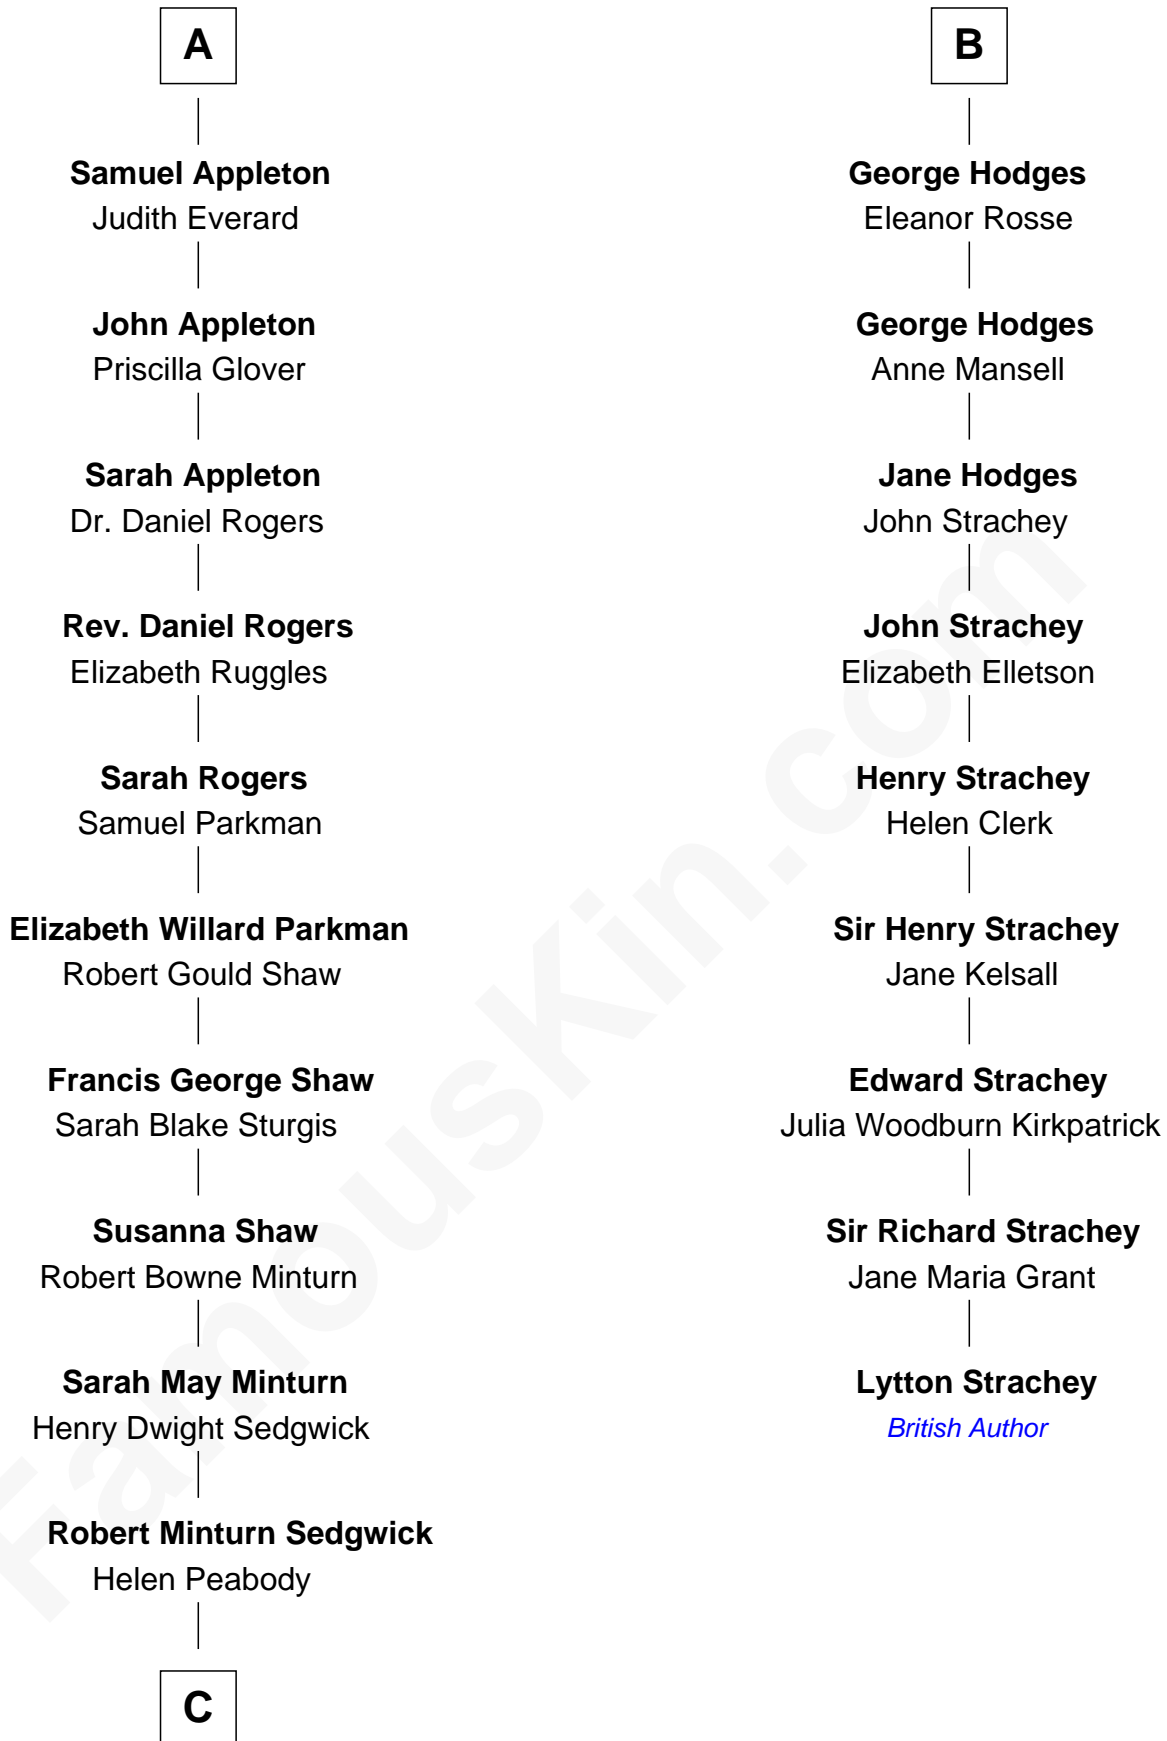 A
Samuel Appleton
Judith Everard
John Appleton
Priscilla Glover
Sarah Appleton
Dr. Daniel Rogers
Rev. Daniel Rogers
Elizabeth Ruggles
Sarah Rogers
Samuel Parkman
Elizabeth Willard Parkman
Robert Gould Shaw
Francis George Shaw
Sarah Blake Sturgis
Susanna Shaw
Robert Bowne Minturn
Sarah May Minturn
Henry Dwight Sedgwick
Robert Minturn Sedgwick
Helen Peabody
C
B
George Hodges
Eleanor Rosse
George Hodges
Anne Mansell
Jane Hodges
John Strachey
John Strachey
Elizabeth Elletson
Henry Strachey
Helen Clerk
Sir Henry Strachey
Jane Kelsall
Edward Strachey
Julia Woodburn Kirkpatrick
Sir Richard Strachey
Jane Maria Grant
Lytton Strachey
British Author
FamousKin.com